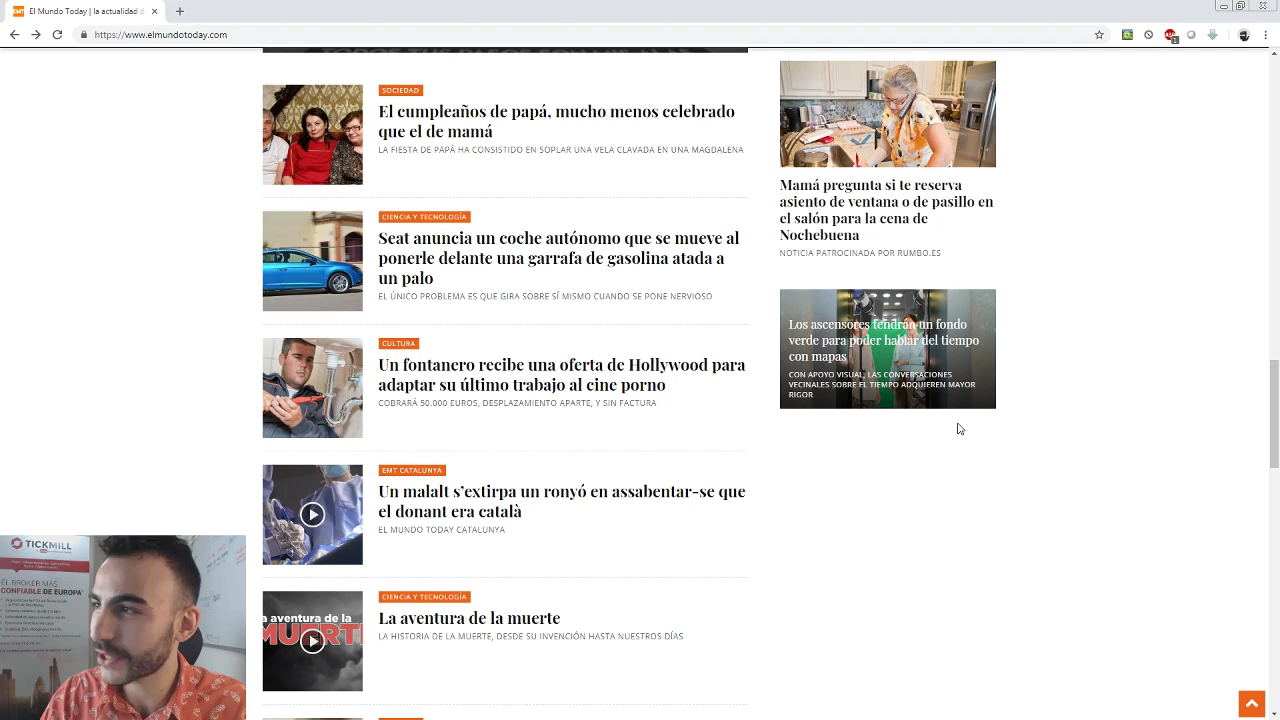 El Mundo Today | la actualidad d
https://www.elmundotoday.com
SOCIEDAD
El cumpleaños de papá, mucho menos celebrado
que el de mamá
LA FIESTA DE PAPÁ HA CONSISTIDO EN SOPLAR UNA VELA CLAVADA EN UNA MAGDALENA
CIENCIA Y TECNOLOGÍA
Seat anuncia un coche autónomo que se mueve al
ponerle delante una garrafa de gasolina atada a
un palo
EL ÚNICO PROBLEMA ES QUE GIRA SOBRE SÍ MISMO CUANDO SE PONE NERVIOSO
CULTURA
Un fontanero recibe una oferta de Hollywood para
adaptar su último trabajo al cine porno
COBRARÁ 50.000 EUROS, DESPLAZAMIENTO APARTE, Y SIN FACTURA
EMT CATALUNYA
Un malalt s’extirpa un ronyó en assabentar-se que
el donant era català
EL MUNDO TODAY CATALUNYA
CIENCIA Y TECNOLOGÍA
La aventura de la muerte
LA HISTORIA DE LA MUERTE, DESDE SU INVENCIÓN HASTA NUESTROS DÍAS
a aventura de la
MUERTE
Mamá pregunta si te reserva
asiento de ventana o de pasillo en
el salón para la cena de
Nochebuena
NOTICIA PATROCINADA POR RUMBO.ES
Los ascensores tendrán un fondo
verde para poder hablar del tiempo
con mapas
CON APOYO VISUAL, LAS CONVERSACIONES
VECINALES SOBRE EL TIEMPO ADQUIEREN MAYOR
RIGOR
TICKMILL
EL BROKER MÁS
CONFIABLE DE EUROPA